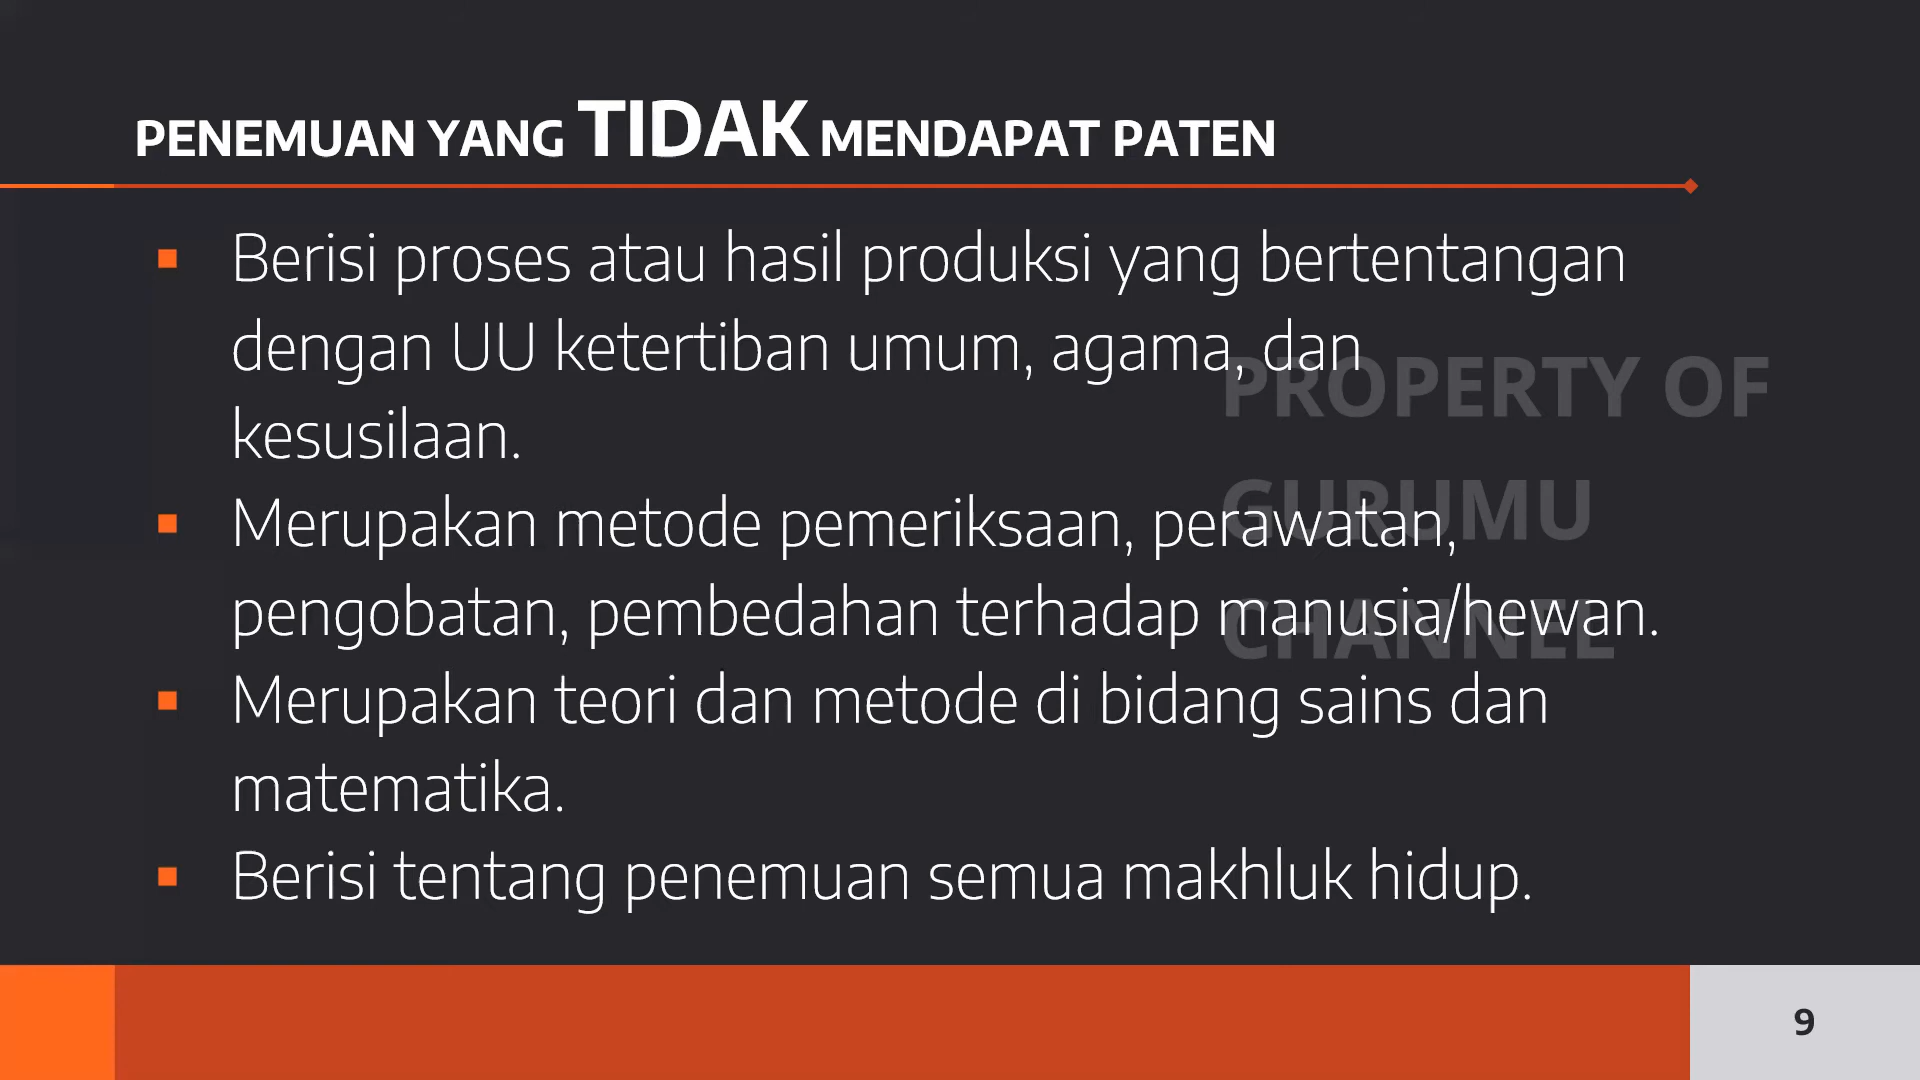 PENEMUAN YANG TIDAK MENDAPAT PATEN
Berisi proses atau hasil produksi yang bertentangan
dengan UU ketertiban umum, agama, dan
kesusilaan.
Merupakan metode pemeriksaan, perawatan,
pengobatan, pembedahan terhadap manusia/hewan.
Merupakan teori dan metode di bidang sains dan
matematika.
Berisi tentang penemuan semua makhluk hidup.
PROPERTY OF
GURUMU
CHANNEL
9